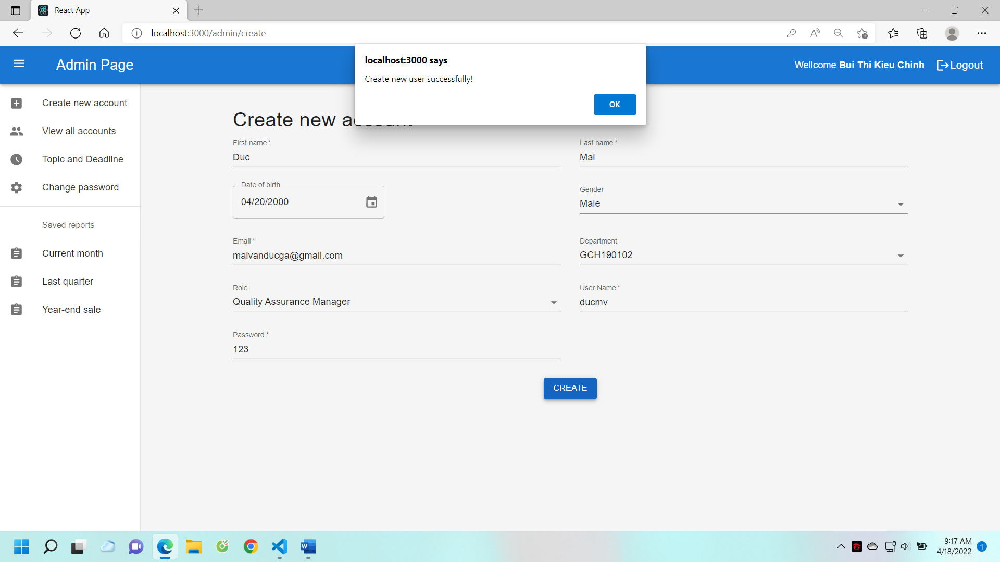 React App
localhost:3000/admin/create
localhost:3000 says
Create new user successfully!
OK
Admin Page
Wellcome Bui Thi Kieu Chinh
Logout
Create new account
View all accounts
Topic and Deadline
Change password
Saved reports
Current month
Last quarter
Year-end sale
Create new account
First name *
Duc
Last name *
Mai
Date of birth
04/20/2000
Gender
Male
Email *
maivanducga@gmail.com
Department
GCH190102
Role
Quality Assurance Manager
User Name *
ducmv
Password *
123
CREATE
9:17 AM
4/18/2022
1